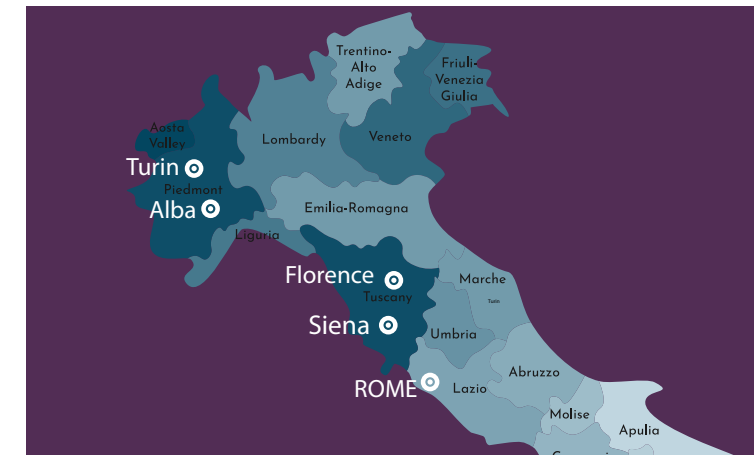 Trentino-
Alto
Adige
Friuli-
Venezia
Giulia
Aosta
Valley
Lombardy
Veneto
Turin
Piedmont
Alba
Emilia-Romagna
Liguria
Florence
Tuscany
Marche
Turin
Siena
Umbria
ROME
Lazio
Abruzzo
Molise
Apulia